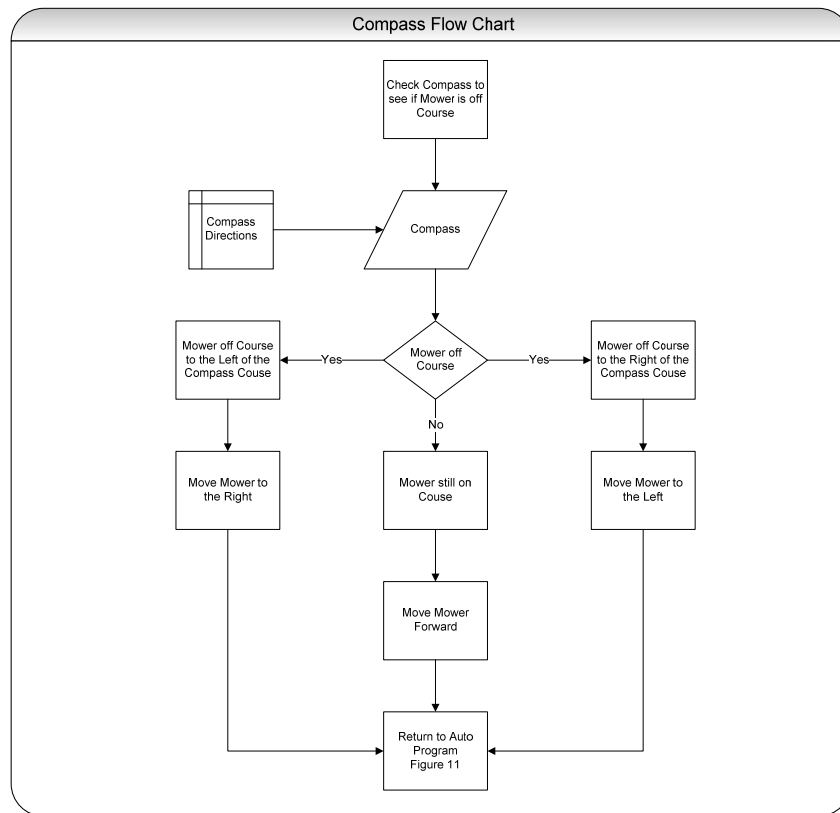 Compass Flow Chart
Check Compass to
see if Mower is off
Course
Compass
Directions
Compass
Mower off Course
to the Left of the
Compass Couse
Yes
Mower off
Course
Yes
Mower off Course
to the Right of the
Compass Couse
No
Move Mower to
the Right
Mower still on
Couse
Move Mower to
the Left
Move Mower
Forward
Return to Auto
Program
Figure 11